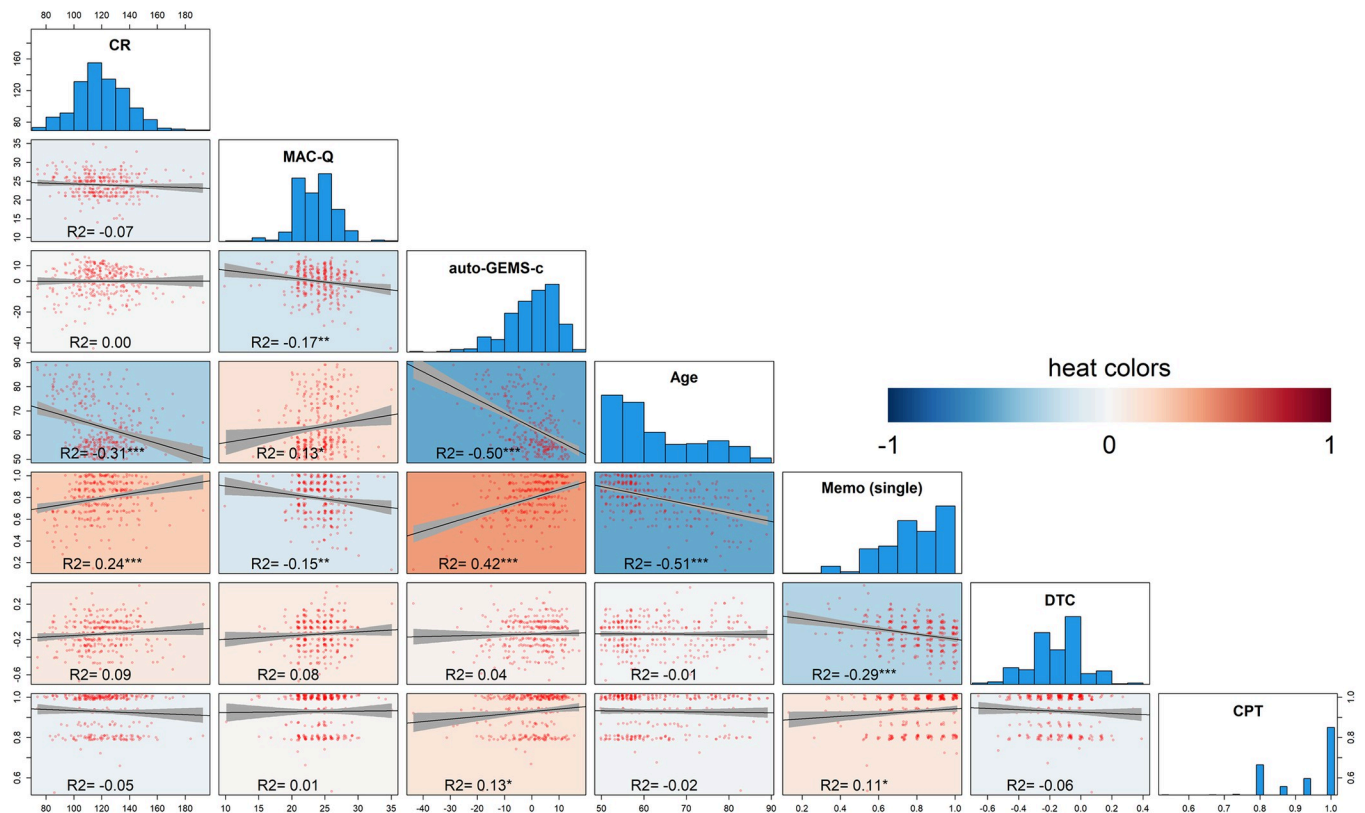 80 100 120 140 160 180
CR
80 120 160
MAC-Q
10 15 20 25 30 35
R2= -0.07
auto-GEMS-c
-40 -20 0 10
R2= 0.00
R2= -0.17**
Age
50 60 70 80 90
R2= -0.31***
R2= 0.13*
R2= -0.50***
heat colors
-1 0 1
Memo (single)
0.2 0.4 0.6 0.8 1.0
R2= 0.24***
R2= -0.15**
R2= 0.42***
R2= -0.51***
DTC
-0.6 -0.2 0.2
R2= 0.09
R2= 0.08
R2= 0.04
R2= -0.01
R2= -0.29***
CPT
0.6 0.8 0.9 1.0
R2= -0.05
R2= 0.01
R2= 0.13*
R2= -0.02
R2= 0.11*
R2= -0.06
0.6 0.8 0.9 1.0
80 100 120 140 160 180
10 15 20 25 30 35
-40 -30 -20 -10 0 10
50 60 70 80 90
0.2 0.4 0.6 0.8 1.0
-0.6 -0.4 -0.2 0.0 0.2 0.4
0.6 0.7 0.8 0.9 1.0